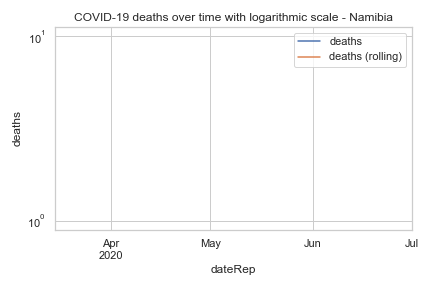 COVID-19 deaths over time with logarithmic scale - Namibia
10¹
deaths
deaths (rolling)
deaths
10⁰
Apr
2020
May
Jun
Jul
dateRep